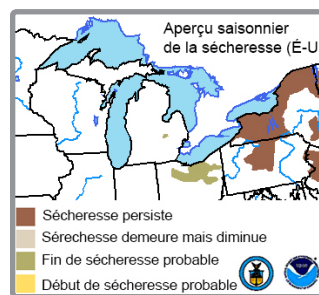 Aperçu saisonnier
de la sécheresse (É-U
Sécheresse persiste
Sérechesse demeure mais diminue
Fin de sécheresse probable
Début de sécheresse probable